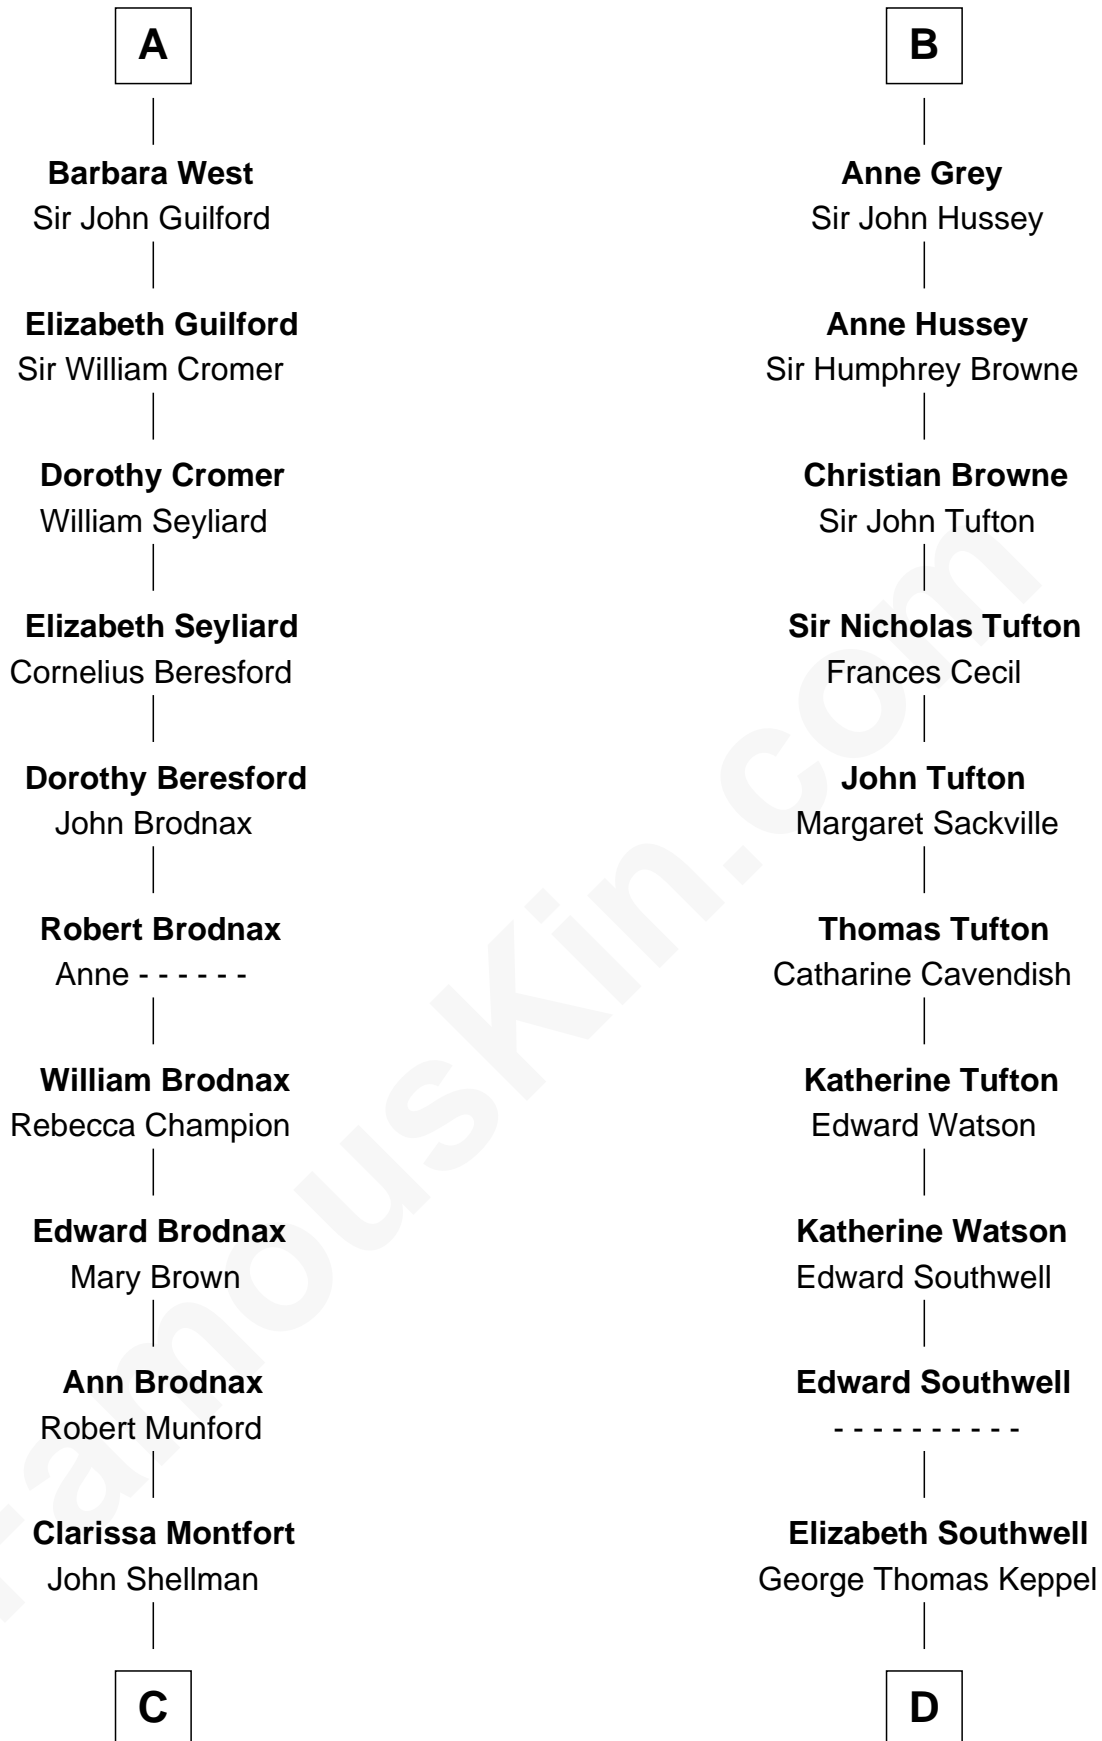 A
Barbara West
Sir John Guilford
Elizabeth Guilford
Sir William Cromer
Dorothy Cromer
William Seyliard
Elizabeth Seyliard
Cornelius Beresford
Dorothy Beresford
John Brodnax
Robert Brodnax
Anne - - - - - -
William Brodnax
Rebecca Champion
Edward Brodnax
Mary Brown
Ann Brodnax
Robert Munford
Clarissa Montfort
John Shellman
C
B
Anne Grey
Sir John Hussey
Anne Hussey
Sir Humphrey Browne
Christian Browne
Sir John Tufton
Sir Nicholas Tufton
Frances Cecil
John Tufton
Margaret Sackville
Thomas Tufton
Catharine Cavendish
Katherine Tufton
Edward Watson
Katherine Watson
Edward Southwell
Edward Southwell
- - - - - - - - - -
Elizabeth Southwell
George Thomas Keppel
D
FamousKin.com